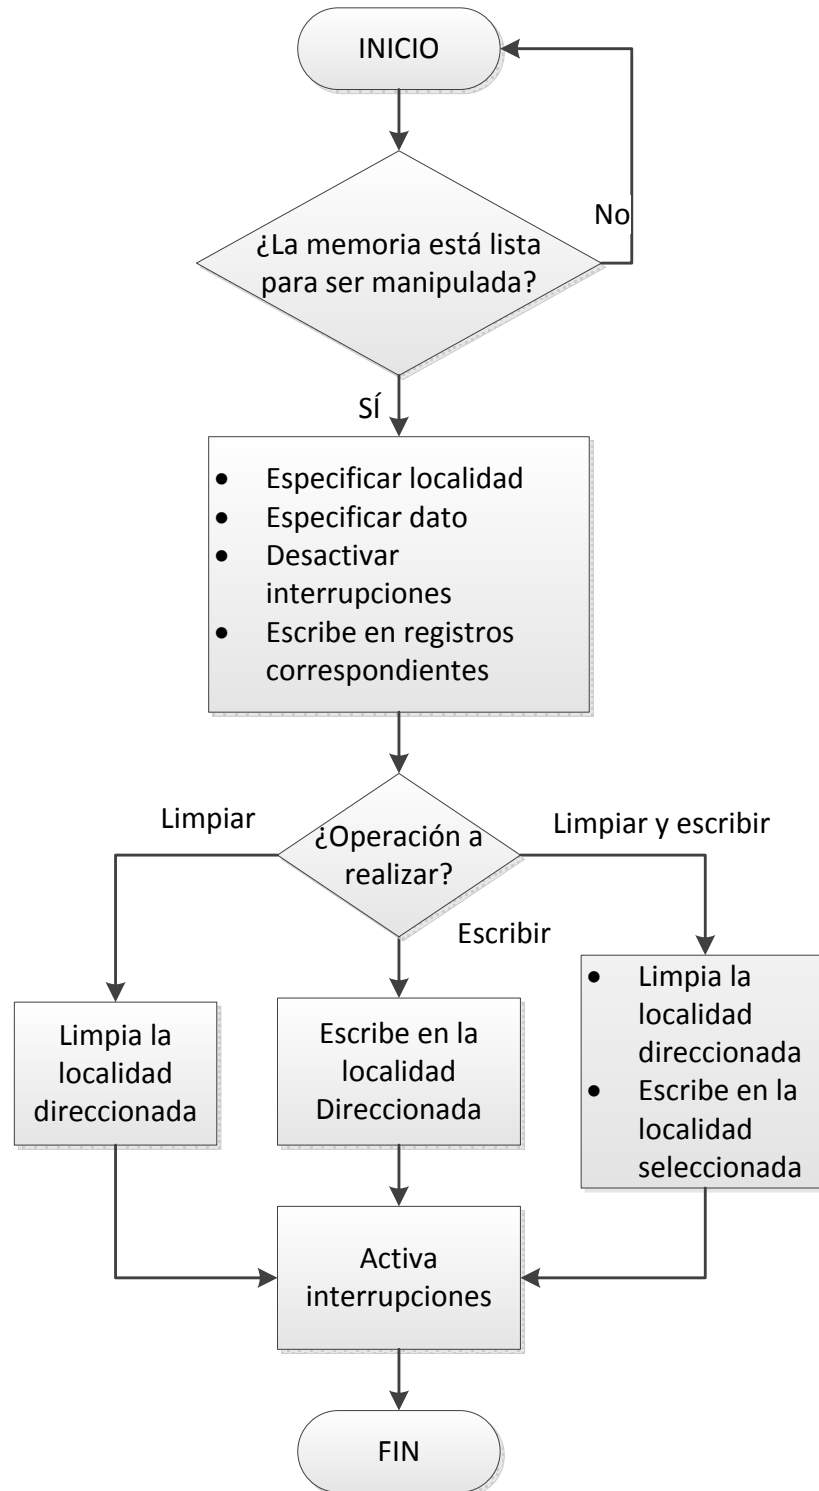 INICIO
No
¿La memoria está lista
para ser manipulada?
SÍ
• Especificar localidad
• Especificar dato
• Desactivar
interrupciones
• Escribe en registros
correspondientes
Limpiar
¿Operación a
realizar?
Limpiar y escribir
Escribir
Limpia la
localidad
direccionada
Escribe en la
localidad
Direccionada
• Limpia la
localidad
direccionada
• Escribe en la
localidad
seleccionada
Activa
interrupciones
FIN